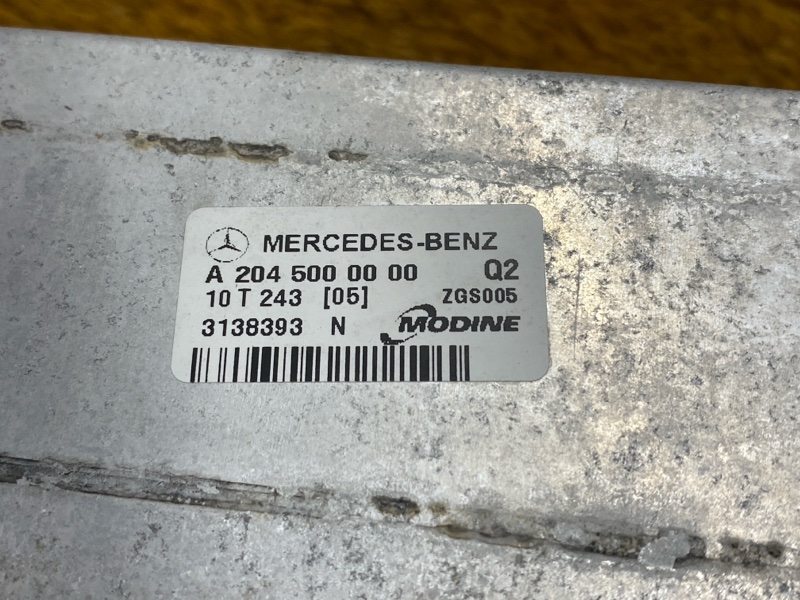 MERCEDES-BENZ
A 204 500 00 00 Q2
10 T 243 [05] ZGS005
3138393 N MODINE